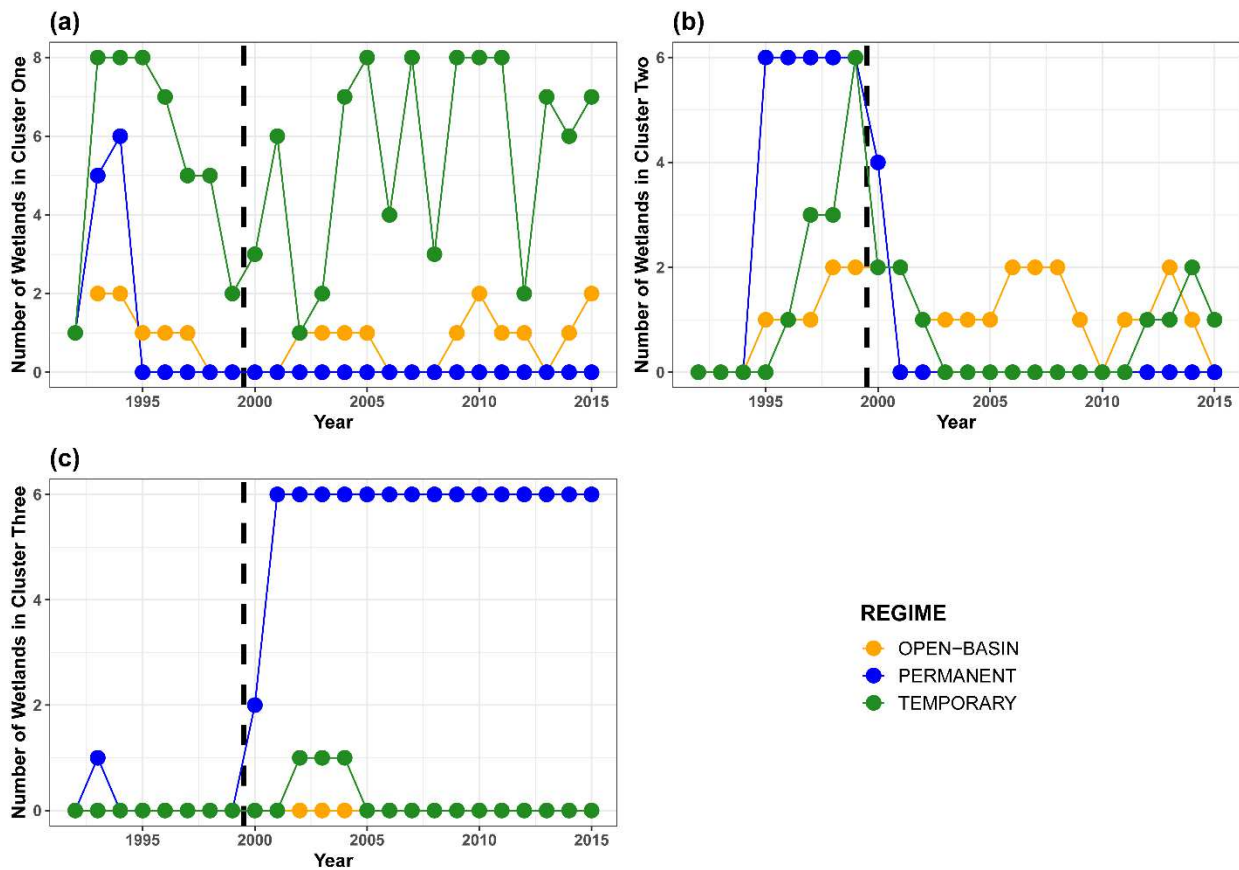 (a)
Number of Wetlands in Cluster One
8
6
4
2
0
1995
2000
2005
2010
2015
Year
(b)
Number of Wetlands in Cluster Two
6
4
2
0
1995
2000
2005
2010
2015
Year
(c)
Number of Wetlands in Cluster Three
6
4
2
0
1995
2000
2005
2010
2015
Year
REGIME
OPEN−BASIN
PERMANENT
TEMPORARY